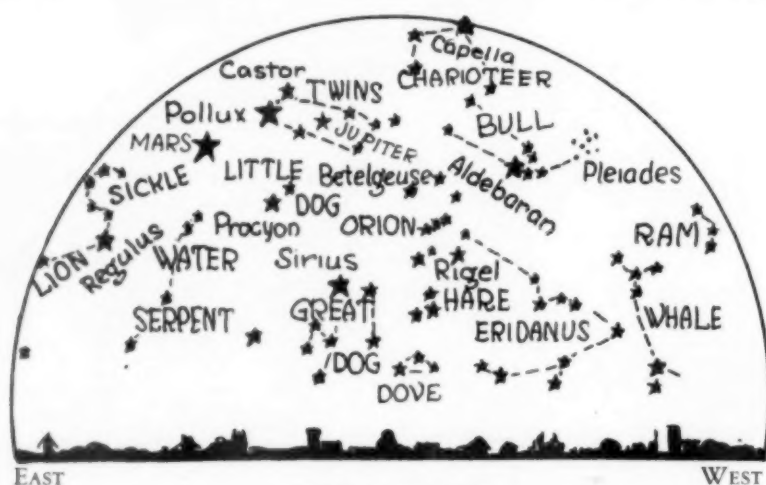 Capella
CHARIOTEER
Castor
TWINS
Pollux
JUPITER
BULL
MARS
Pleiades
SICKLE
LITTLE
DOG
Betelgeuse
Aldebaran
Procyon
ORION
RAM
LION
Regulus
WATER
SERPENT
Sirius
Rigel
HARE
GREAT
DOG
ERIDANUS
WHALE
DOVE
EAST
WEST